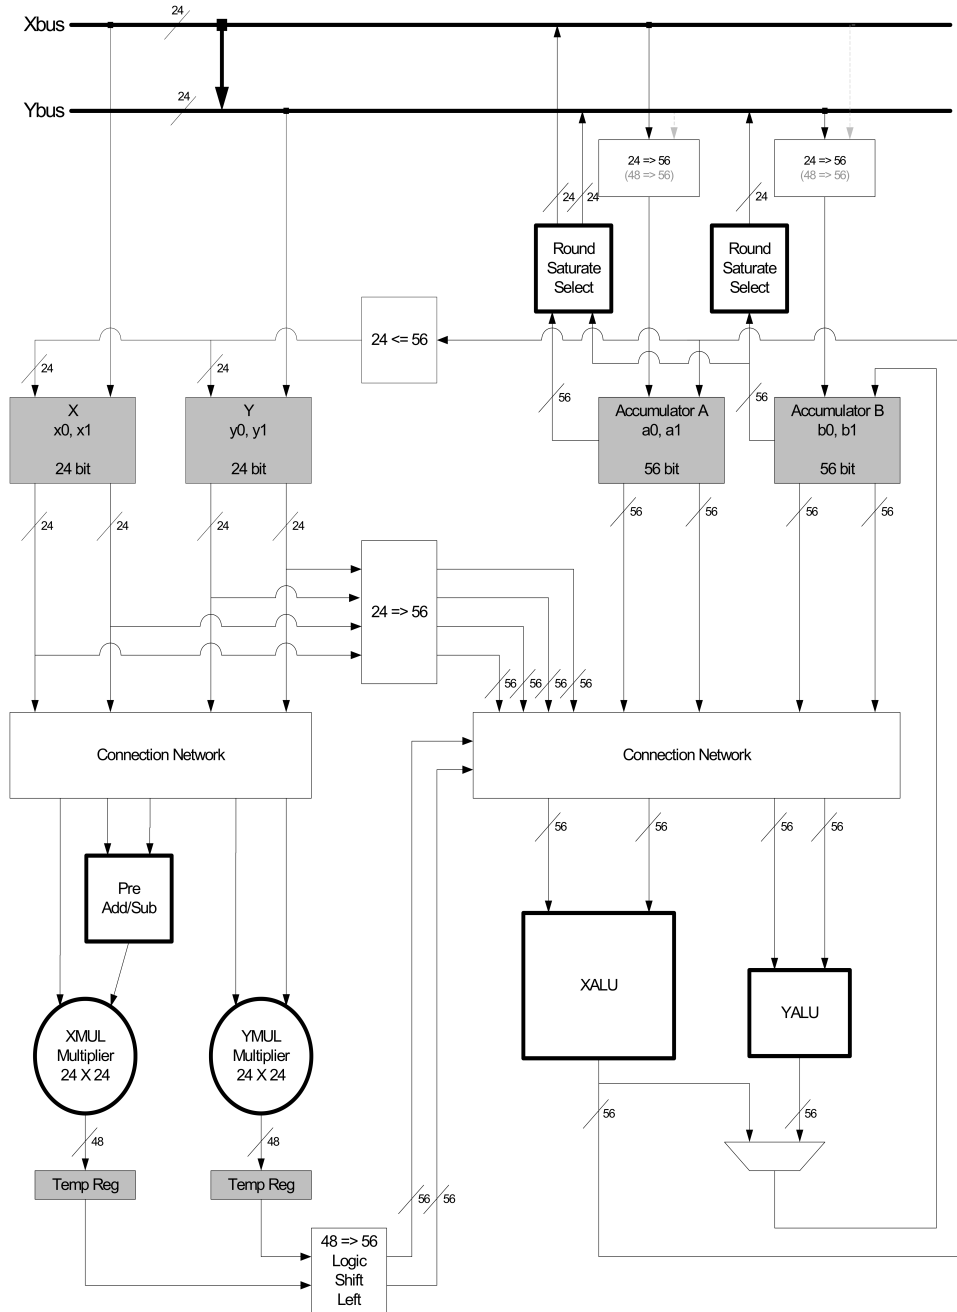 Xbus
24
Ybus
24
24 => 56
(48 => 56)
24 => 56
(48 => 56)
24
24
24
Round
Saturate
Select
Round
Saturate
Select
24 <= 56
24
24
56
56
X
x0, x1
24 bit
Y
y0, y1
24 bit
Accumulator A
a0, a1
56 bit
Accumulator B
b0, b1
56 bit
24
24
24
24
56
56
56
56
24 => 56
56
56
56
56
Connection Network
Connection Network
56
56
56
56
Pre
Add/Sub
XALU
YALU
XMUL
Multiplier
24 X 24
YMUL
Multiplier
24 X 24
56
56
48
48
Temp Reg
Temp Reg
56
56
48 => 56
Logic
Shift
Left